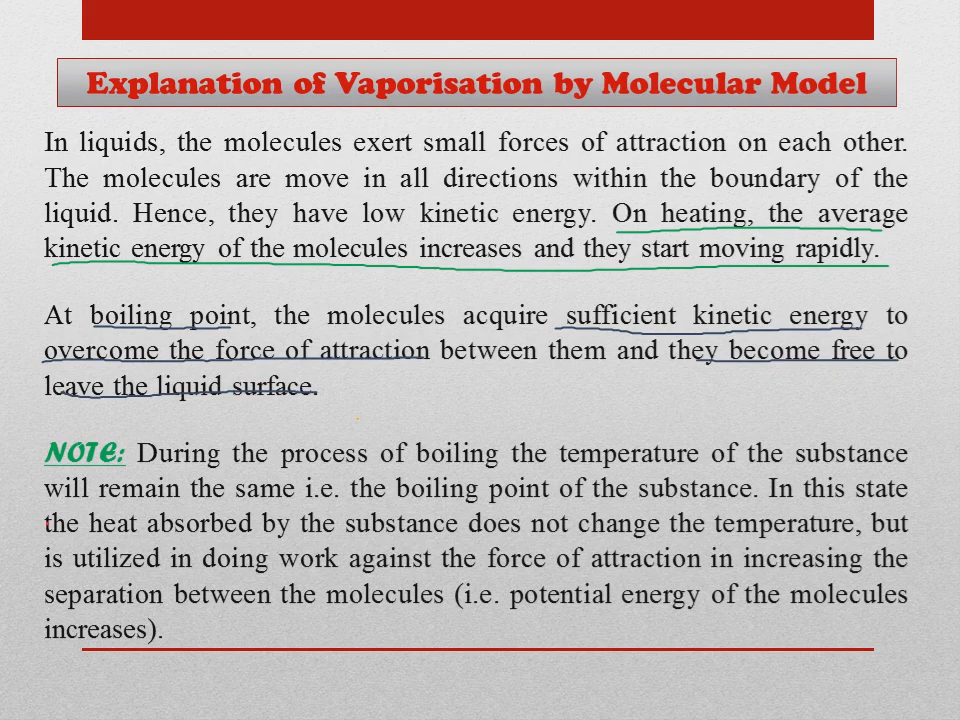 Explanation of Vaporisation by Molecular Model
In liquids, the molecules exert small forces of attraction on each other.
The molecules are move in all directions within the boundary of the
liquid. Hence, they have low kinetic energy. On heating, the average
kinetic energy of the molecules increases and they start moving rapidly.
At boiling point, the molecules acquire sufficient kinetic energy to
overcome the force of attraction between them and they become free to
leave the liquid surface.
NOTE: During the process of boiling the temperature of the substance
will remain the same i.e. the boiling point of the substance. In this state
the heat absorbed by the substance does not change the temperature, but
is utilized in doing work against the force of attraction in increasing the
separation between the molecules (i.e. potential energy of the molecules
increases).